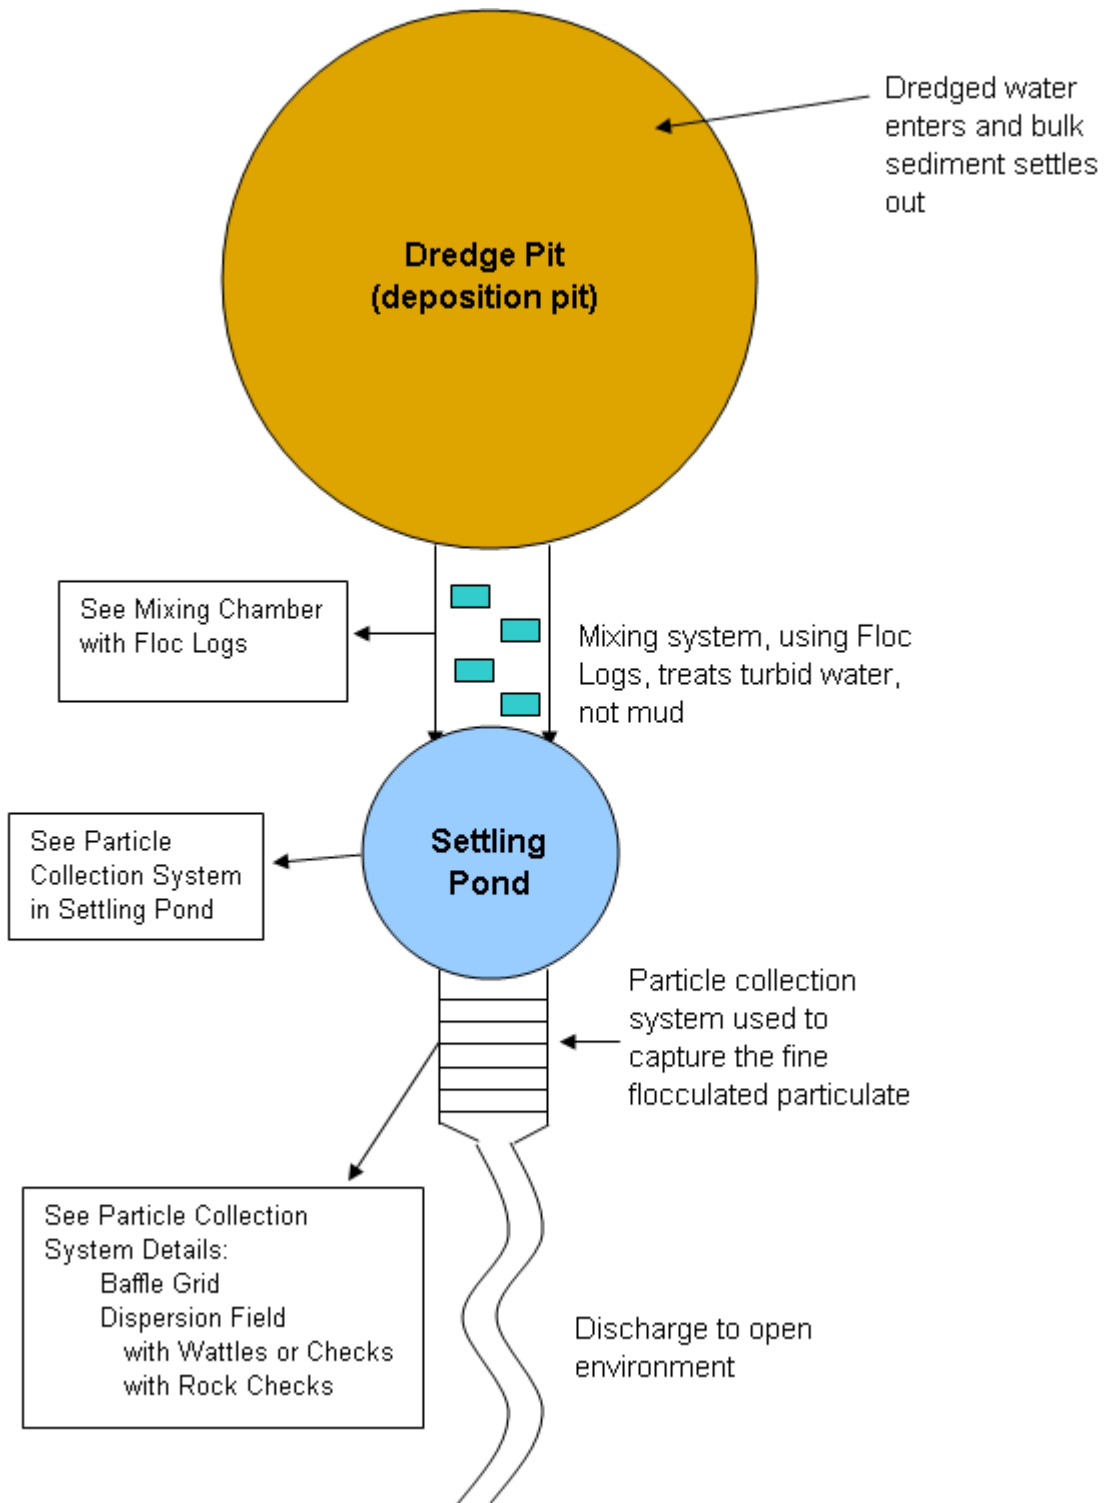 Dredged water
enters and bulk
sediment settles
out
Dredge Pit
(deposition pit)
See Mixing Chamber
with Floc Logs
Mixing system, using Floc
Logs, treats turbid water,
not mud
Settling
Pond
See Particle
Collection System
in Settling Pond
Particle collection
system used to
capture the fine
flocculated particulate
See Particle Collection
System Details:
Baffle Grid
Dispersion Field
with Wattles or Checks
with Rock Checks
Discharge to open
environment